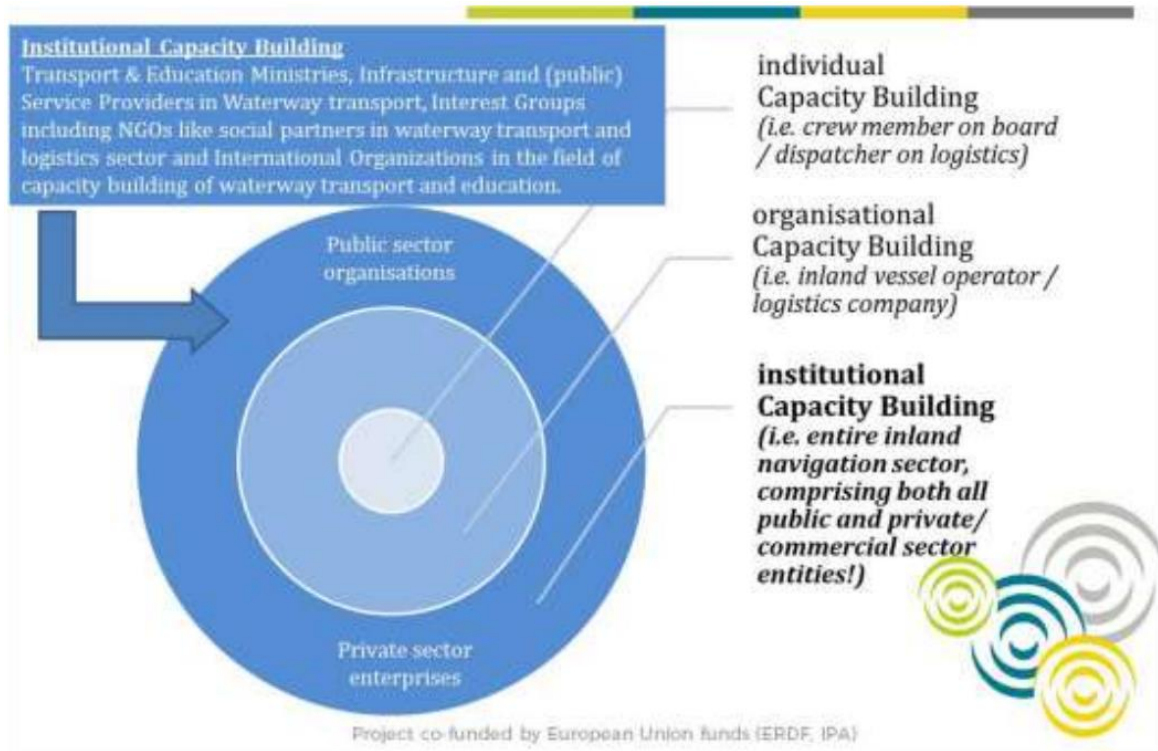 Institutional Capacity Building
Transport & Education Ministries, Infrastructure and (public)
Service Providers in Waterway transport, Interest Groups
including NGOs like social partners in waterway transport and
logistics sector and International Organizations in the field of
capacity building of waterway transport and education.
Public sector
organisations
Private sector
enterprises
individual
Capacity Building
(i.e. crew member on board
/ dispatcher on logistics)
organisational
Capacity Building
(i.e. inland vessel operator /
logistics company)
institutional
Capacity Building
(i.e. entire inland
navigation sector,
comprising both all
public and private/
commercial sector
entities!)
Project co-funded by European Union funds (ERDF, IPA)